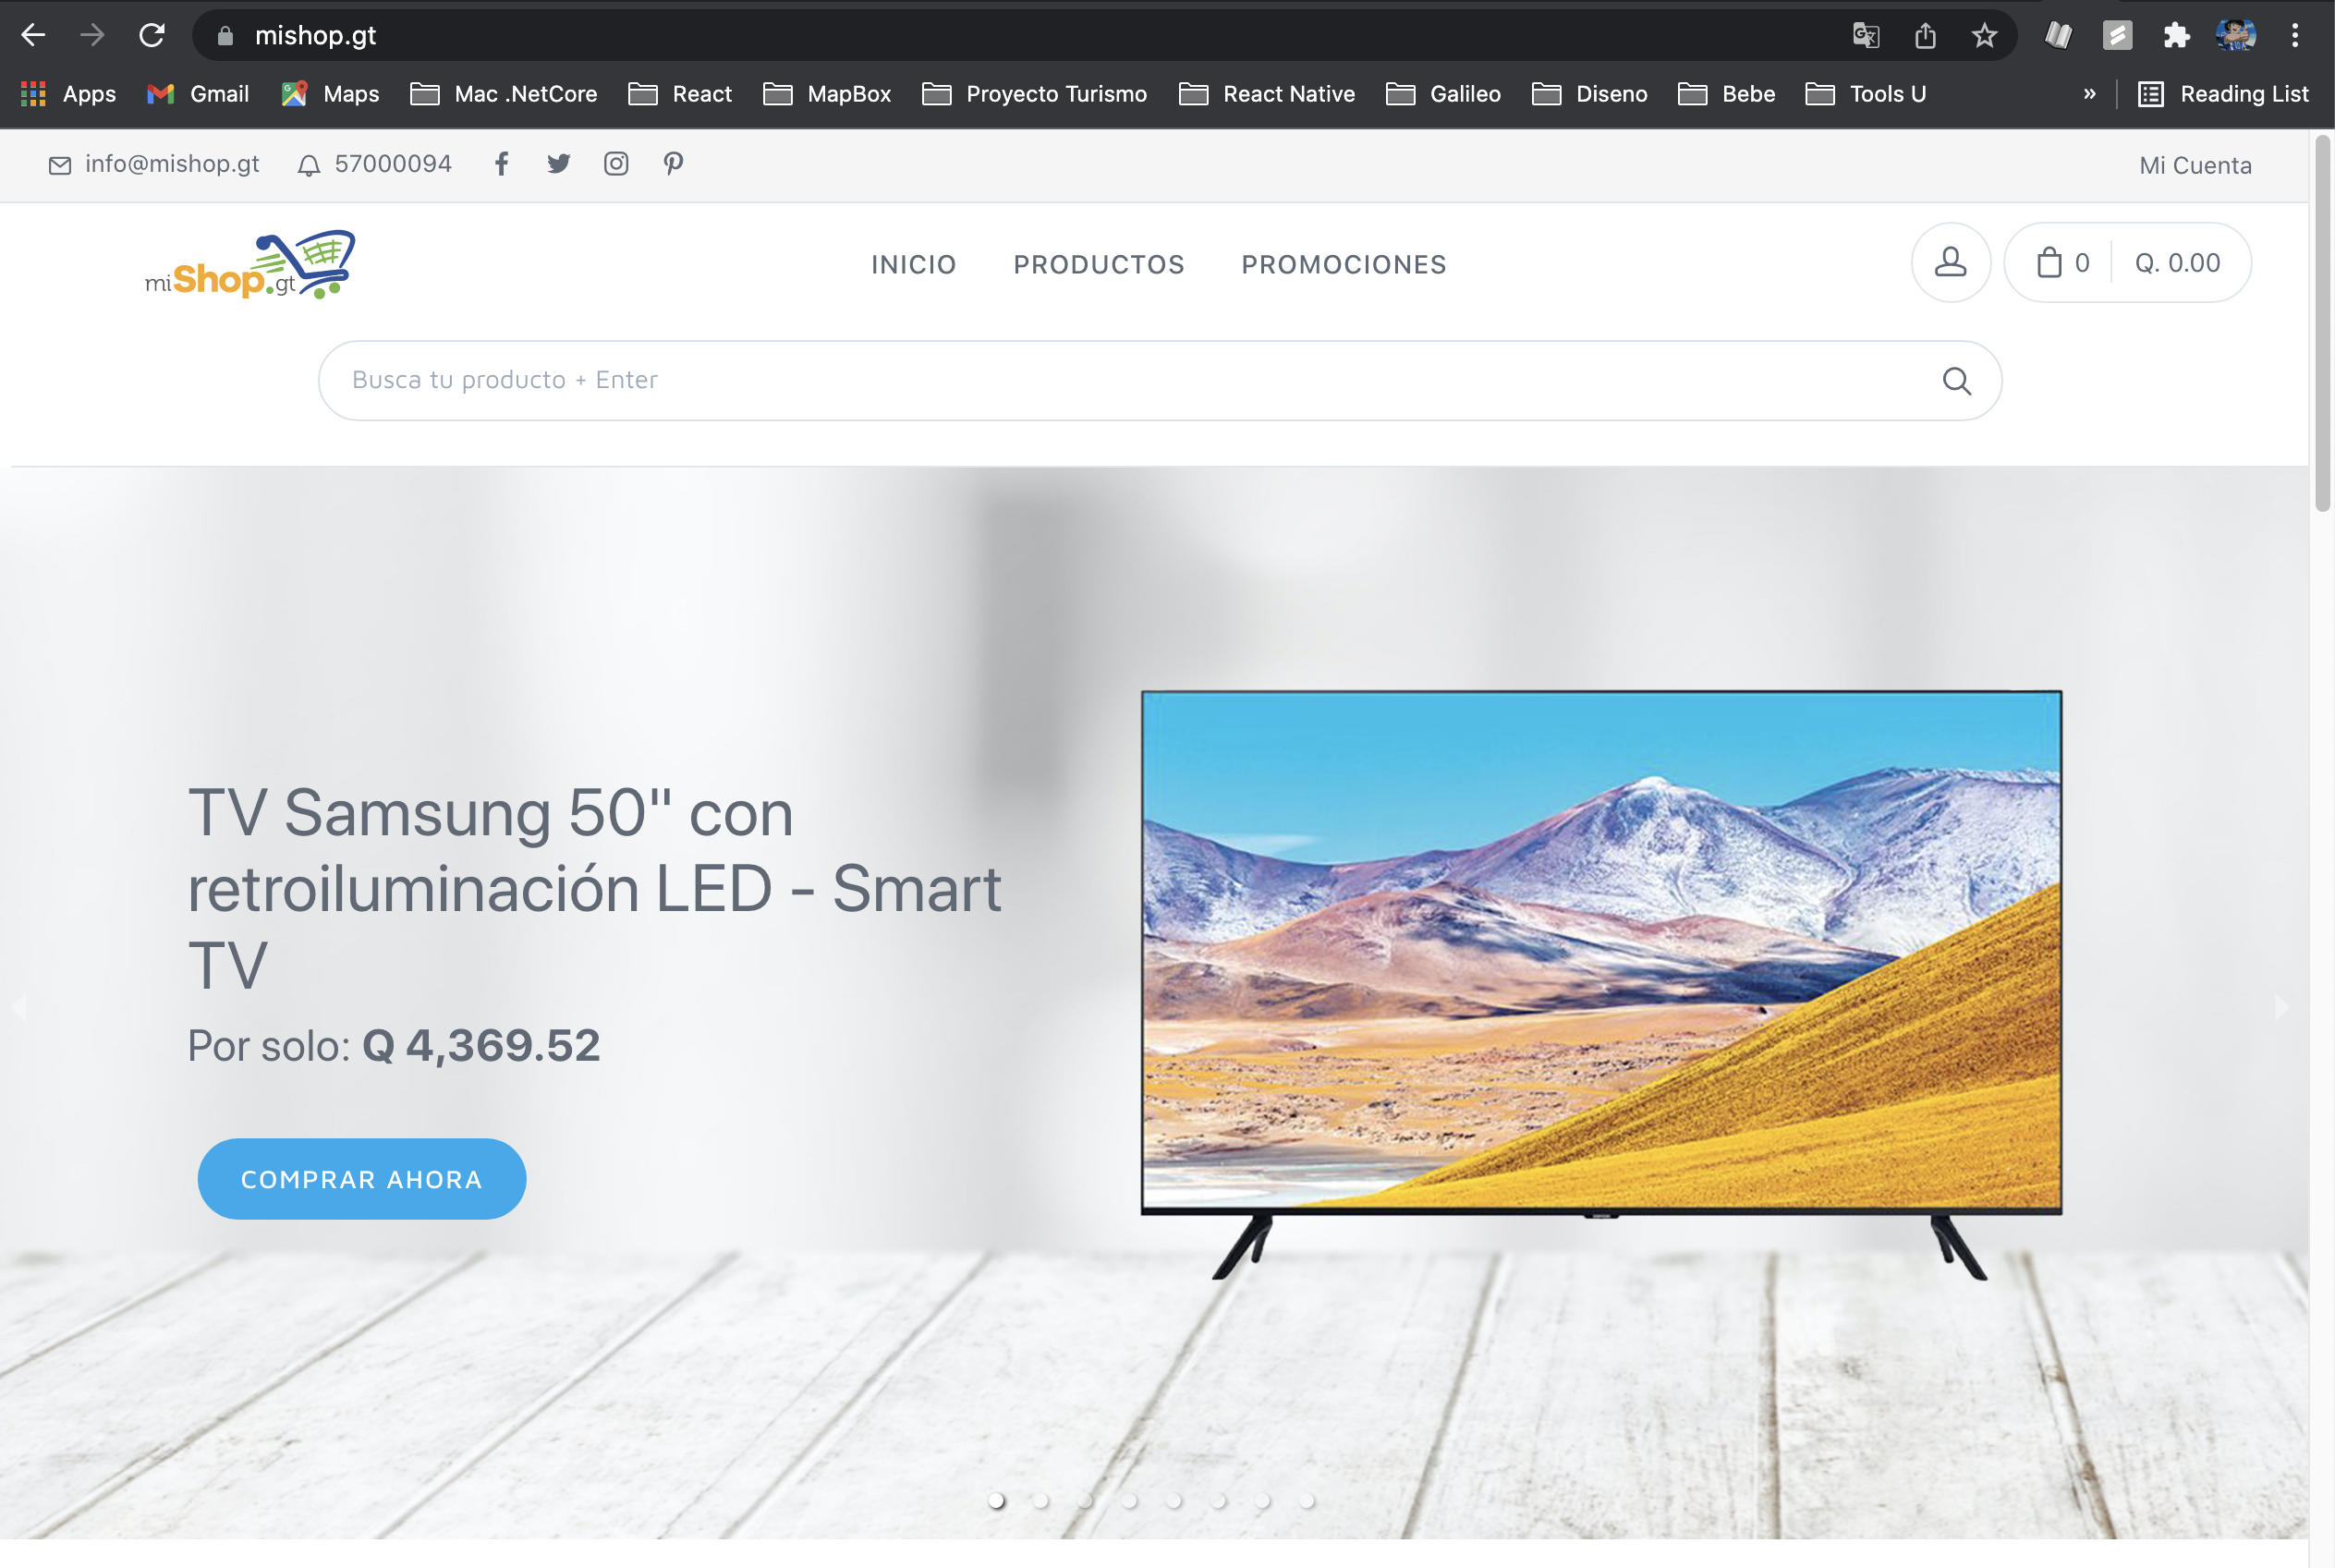 mishop.gt
Apps Gmail Maps Mac .NetCore React MapBox Proyecto Turismo React Native Galileo Diseno Bebe Tools U » Reading List
info@mishop.gt 57000094 Mi Cuenta
miShop.gt INICIO PRODUCTOS PROMOCIONES 0 Q. 0.00
Busca tu producto + Enter
TV Samsung 50" con
retroiluminación LED - Smart
TV
Por solo: Q 4,369.52
COMPRAR AHORA